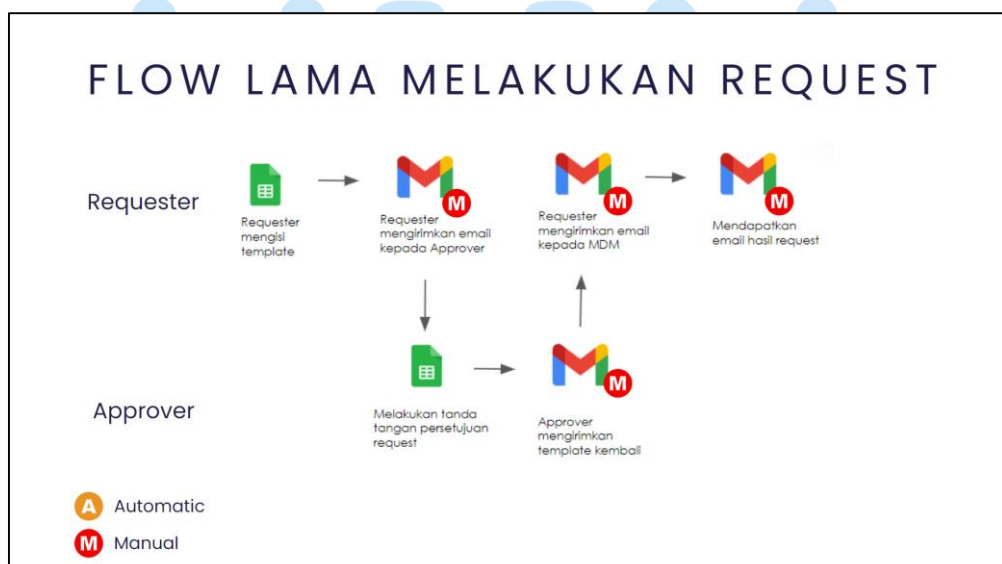 FLOW LAMA MELAKUKAN REQUEST
Requester
Requester
mengisi
template
M
Requester
mengirimkan email
kepada Approver
M
Requester
mengirimkan email
kepada MDM
M
Mendapatkan
email hasil request
Approver
Melakukan tanda
tangan persetujuan
request
M
Approver
mengirimkan
template kembali
A Automatic
M Manual